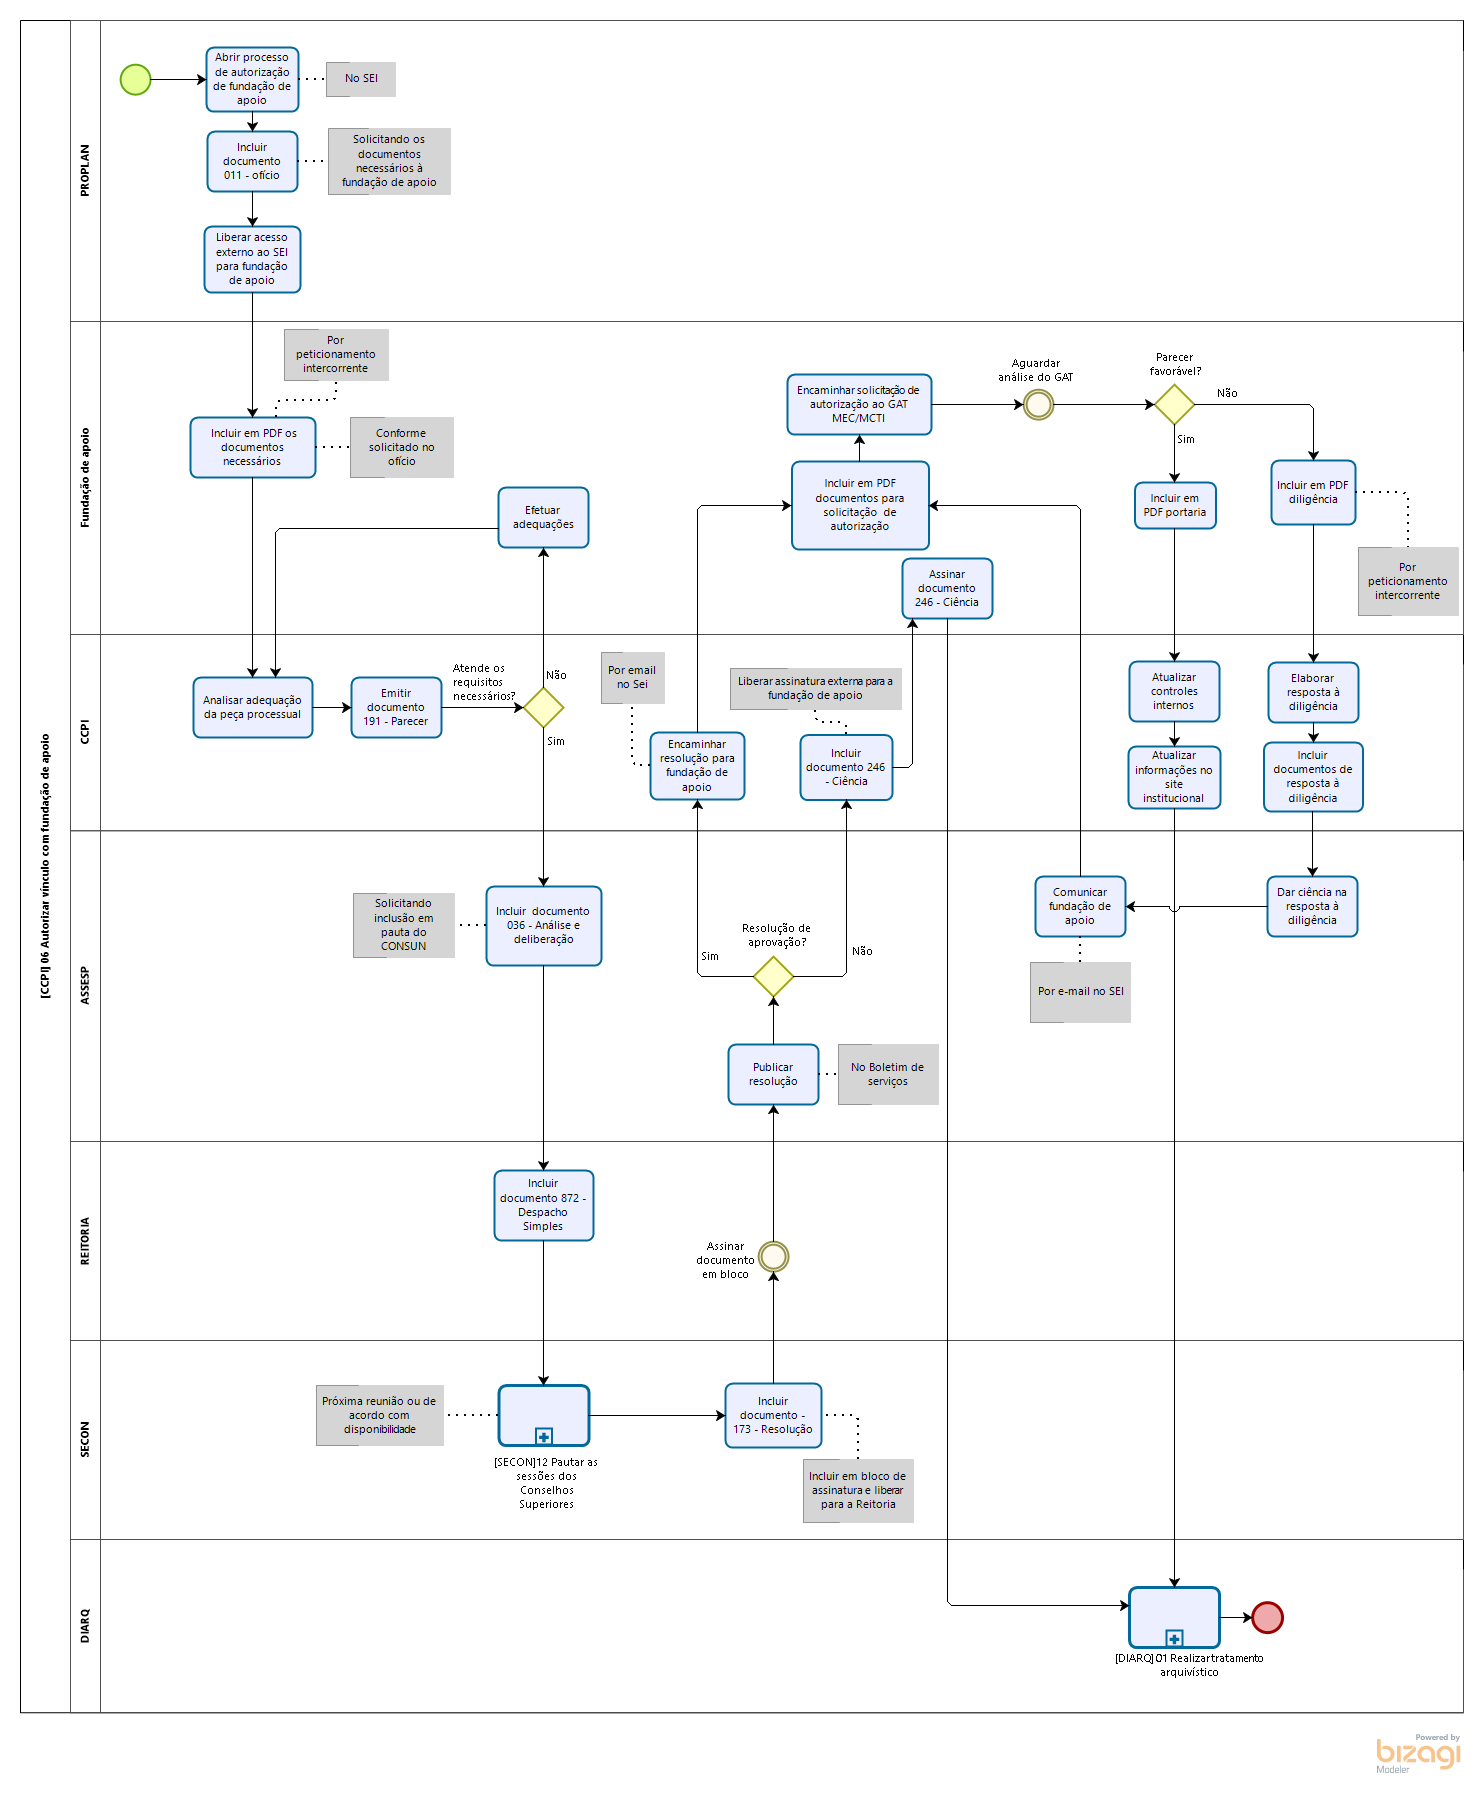 [CCPI] 06 Autorizar vínculo com fundação de apoio
PROPLAN
Abrir processo
de autorização
de fundação de
apoio
No SEI
Incluir
documento
011 - ofício
Solicitando os
documentos
necessários à
fundação de apoio
Liberar acesso
externo ao SEI
para fundação
de apoio
Fundação de apoio
Por
peticionamento
intercorrente
Incluir em PDF os
documentos
necessários
Conforme
solicitado no
ofício
Efetuar
adequações
Encaminhar solicitação de
autorização ao GAT
MEC/MCTI
Aguardar
análise do GAT
Parecer
favorável?
Não
Sim
Incluir em PDF
documentos para
solicitação de
autorização
Incluir em
PDF portaria
Incluir em PDF
diligência
Por
peticionamento
intercorrente
Assinar
documento
246 - Ciência
CCPI
Analisar adequação
da peça processual
Emitir
documento
191 - Parecer
Atende os
requisitos
necessários?
Não
Sim
Por email
no Sei
Encaminhar
resolução para
fundação de
apoio
Liberar assinatura externa para a
fundação de apoio
Incluir
documento 246
- Ciência
Atualizar
controles
internos
Atualizar
informações no
site
institucional
Elaborar
resposta à
diligência
Incluir
documentos de
resposta à
diligência
ASSESP
Solicitando
inclusão em
pauta do
CONSUN
Incluir documento
036 - Análise e
deliberação
Resolução de
aprovação?
Sim
Não
Publicar
resolução
No Boletim de
serviços
Comunicar
fundação de
apoio
Por e-mail no SEI
Dar ciência na
resposta à
diligência
REITORIA
Incluir
documento 872 -
Despacho
Simples
Assinar
documento
em bloco
SECON
Próxima reunião ou de
acordo com
disponibilidade
[SECON]12 Pautar as
sessões dos
Conselhos
Superiores
Incluir
documento -
173 - Resolução
Incluir em bloco de
assinatura e liberar
para a Reitoria
DIARQ
[DIARQ] 01 Realizar tratamento
arquivístico
Powered by
bizagi
Modeler